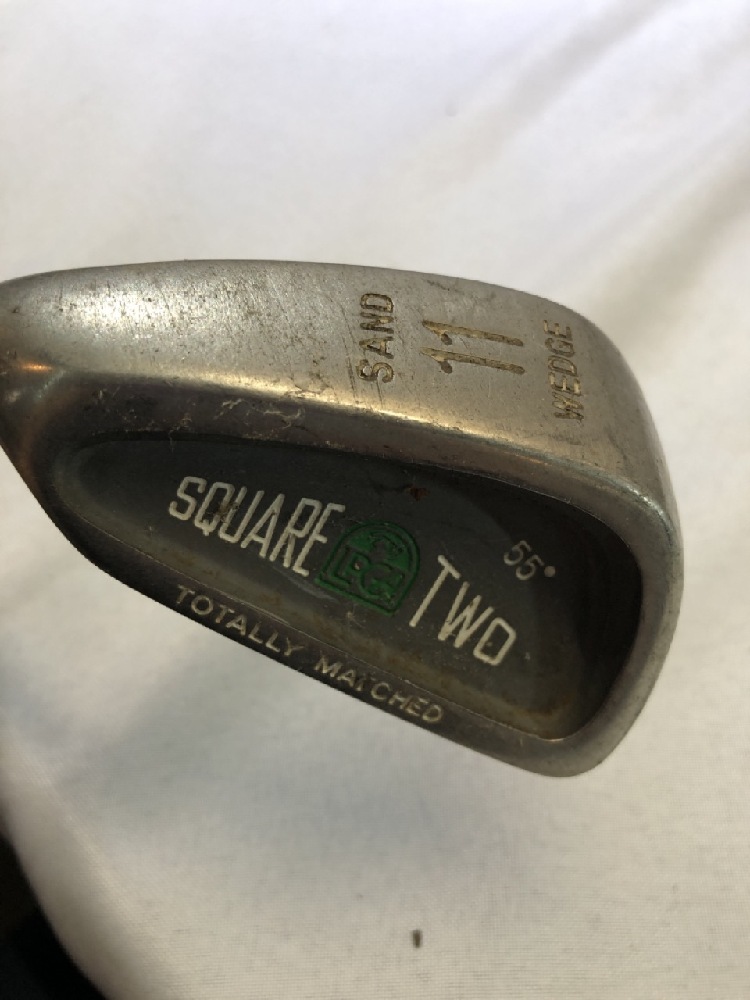 SAND
11
WEDGE
SQUARE TWO
55°
TOTALLY MATCHED